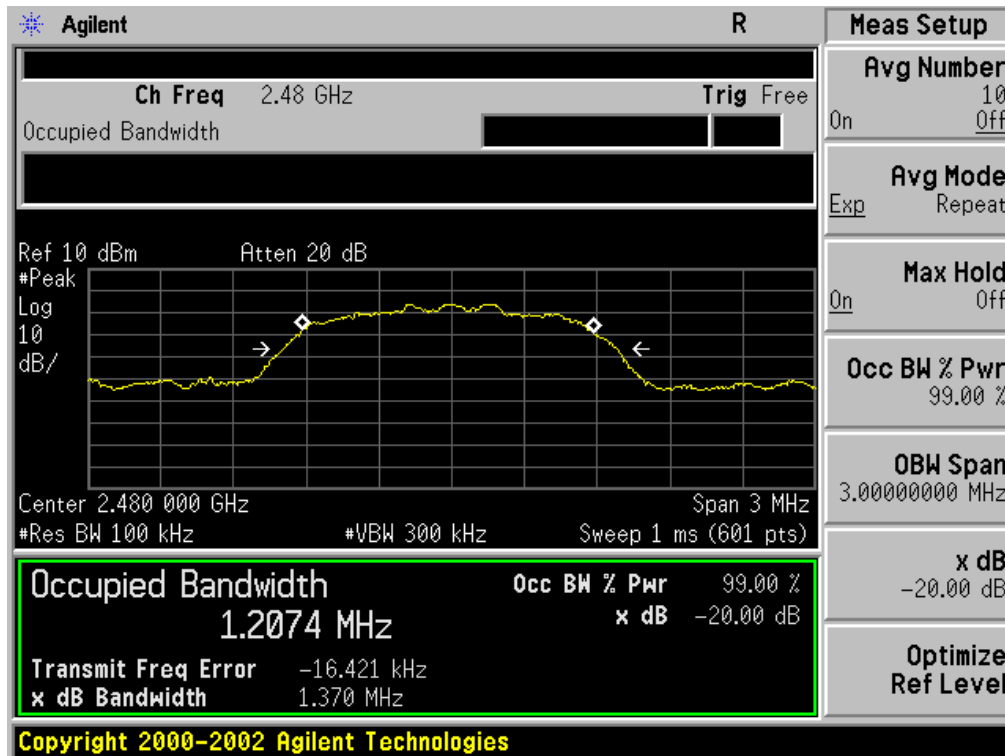 Agilent R
Ch Freq 2.48 GHz Trig Free
Occupied Bandwidth
Ref 10 dBm Atten 20 dB
#Peak
Log
10
dB/
Center 2.480 000 GHz Span 3 MHz
#Res BW 100 kHz #VBW 300 kHz Sweep 1 ms (601 pts)
Occupied Bandwidth Occ BW % Pwr 99.00 %
1.2074 MHz x dB -20.00 dB
Transmit Freq Error -16.421 kHz
x dB Bandwidth 1.370 MHz
Copyright 2000-2002 Agilent Technologies
Meas Setup
Avg Number
10
On Off
Avg Mode
Exp Repeat
Max Hold
On Off
Occ BW % Pwr
99.00 %
OBW Span
3.00000000 MHz
x dB
-20.00 dB
Optimize
Ref Level